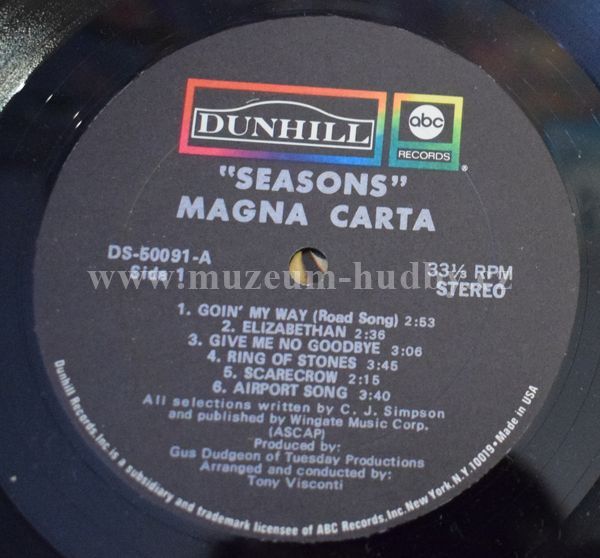 DUNHILL
abc
RECORDS
®
"SEASONS"
MAGNA CARTA
DS-50091-A
Side 1
33⅓ RPM
STEREO
www.muzeum-hudby.cz
1. GOIN' MY WAY (Road Song) 2:53
2. ELIZABETHAN 2:36
3. GIVE ME NO GOODBYE 3:06
4. RING OF STONES 3:45
5. SCARECROW 2:15
6. AIRPORT SONG 3:40
All selections written by C. J. Simpson
and published by Wingate Music Corp.
(ASCAP)
Produced by:
Gus Dudgeon of Tuesday Productions
Arranged and conducted by:
Tony Visconti
Dunhill Records, Inc. is a subsidiary and trademark licensee of ABC Records, Inc. New York, N.Y. 10019 • Made in USA